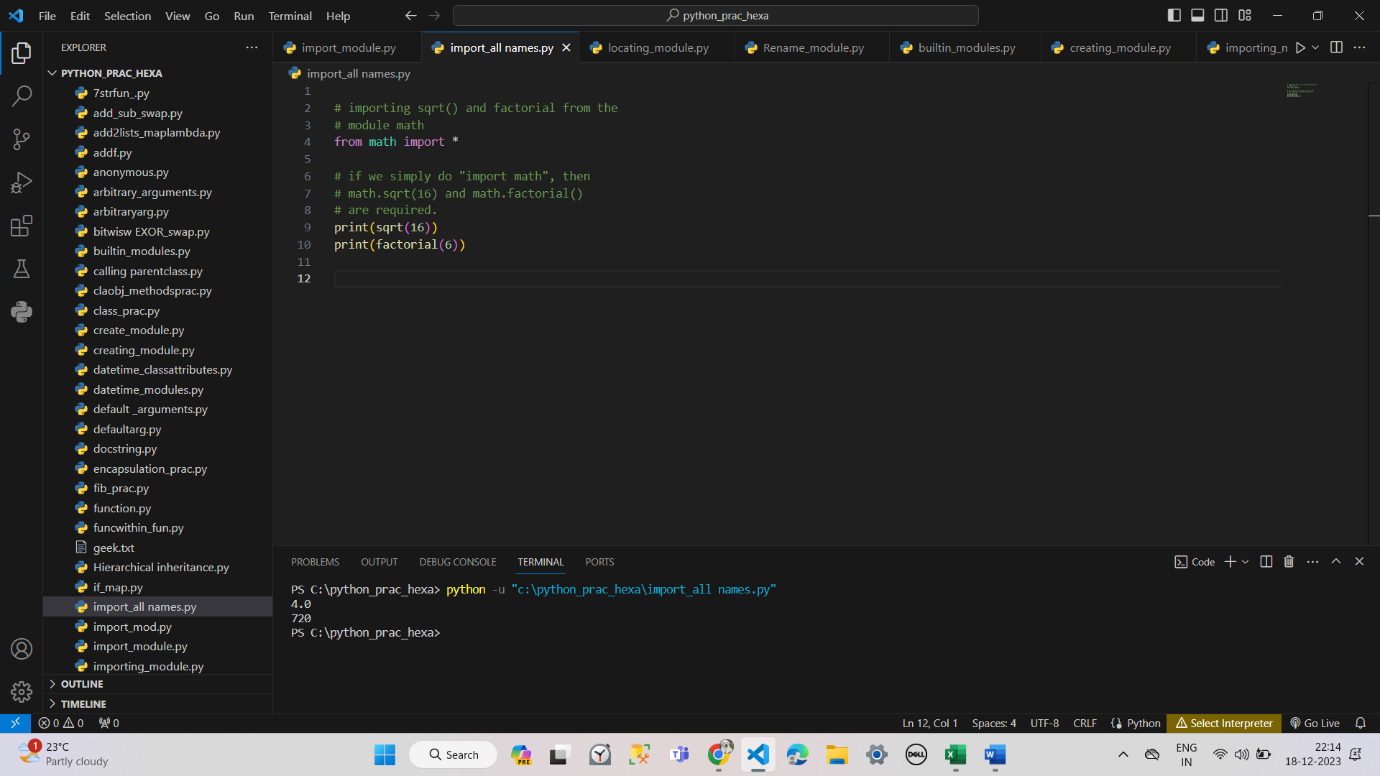 File Edit Selection View Go Run Terminal Help
python_prac_hexa
EXPLORER
PYTHON_PRAC_HEXA
7strfun_.py
add_sub_swap.py
add2lists_maplambda.py
addf.py
anonymous.py
arbitrary_arguments.py
arbitraryarg.py
bitwisw EXOR_swap.py
builtin_modules.py
calling parentclass.py
claobj_methodsprac.py
class_prac.py
create_module.py
creating_module.py
datetime_classattributes.py
datetime_modules.py
default _arguments.py
defaultarg.py
docstring.py
encapsulation_prac.py
fib_prac.py
function.py
funcwithin_fun.py
geek.txt
Hierarchical inheritance.py
if_map.py
import_all names.py
import_mod.py
import_module.py
importing_module.py
OUTLINE
TIMELINE
import_module.py import_all names.py locating_module.py Rename_module.py builtin_modules.py creating_module.py importing_n
import_all names.py
1
2 # importing sqrt() and factorial from the
3 # module math
4 from math import *
5
6 # if we simply do "import math", then
7 # math.sqrt(16) and math.factorial()
8 # are required.
9 print(sqrt(16))
10 print(factorial(6))
11
12
PROBLEMS OUTPUT DEBUG CONSOLE TERMINAL PORTS
Code
PS C:\python_prac_hexa> python -u "c:\python_prac_hexa\import_all names.py"
4.0
720
PS C:\python_prac_hexa>
0 0 0
Ln 12, Col 1 Spaces: 4 UTF-8 CRLF Python Select Interpreter Go Live
1
23°C
Partly cloudy
Search
PRE
DELL
ENG
IN
22:14
18-12-2023